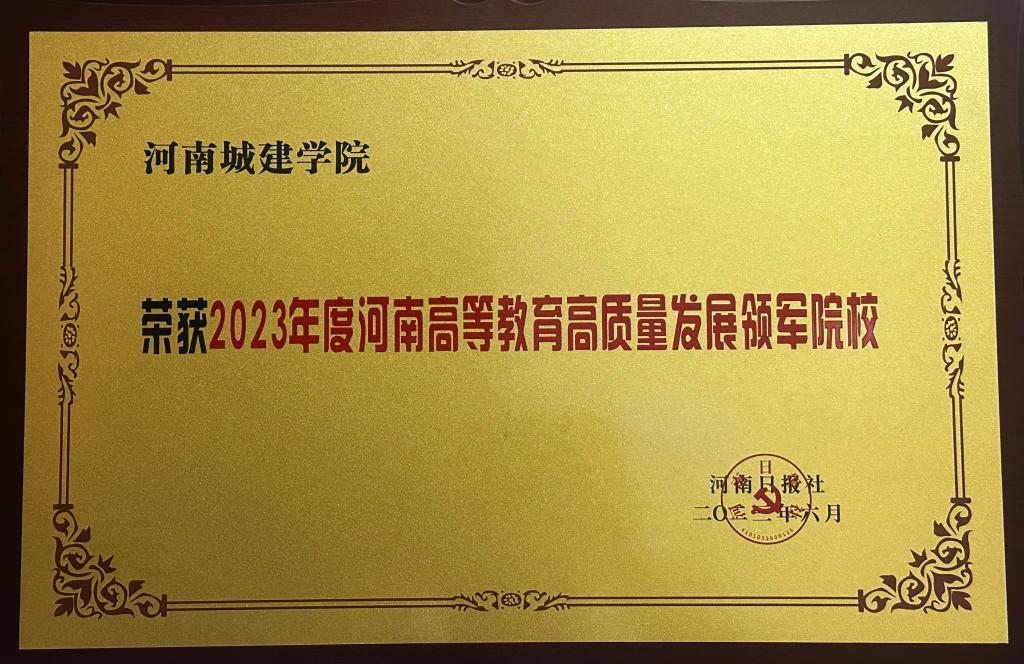 河南城建学院
荣获2023年度河南高等教育高质量发展领军院校
河南日报社
二〇二三年六月